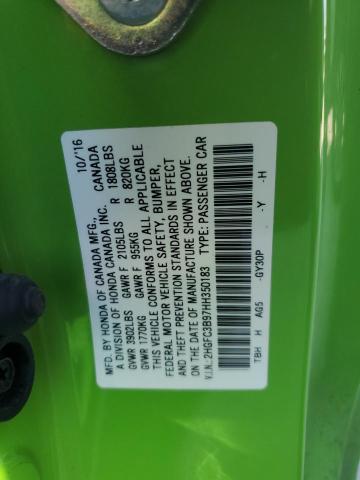 MFD. BY HONDA OF CANADA MFG., 10/'16
A DIVISION OF HONDA CANADA INC. CANADA
GVWR 3902LBS GAWR F 2105LBS R 1808LBS
GVWR 1770KG GAWR F 955KG R 820KG
THIS VEHICLE CONFORMS TO ALL APPLICABLE
FEDERAL MOTOR VEHICLE SAFETY, BUMPER,
AND THEFT PREVENTION STANDARDS IN EFFECT
ON THE DATE OF MANUFACTURE SHOWN ABOVE.
V.I.N.: 2HGFC3B97HH350183 TYPE: PASSENGER CAR
TBH H AG5 -GY30P -Y -H